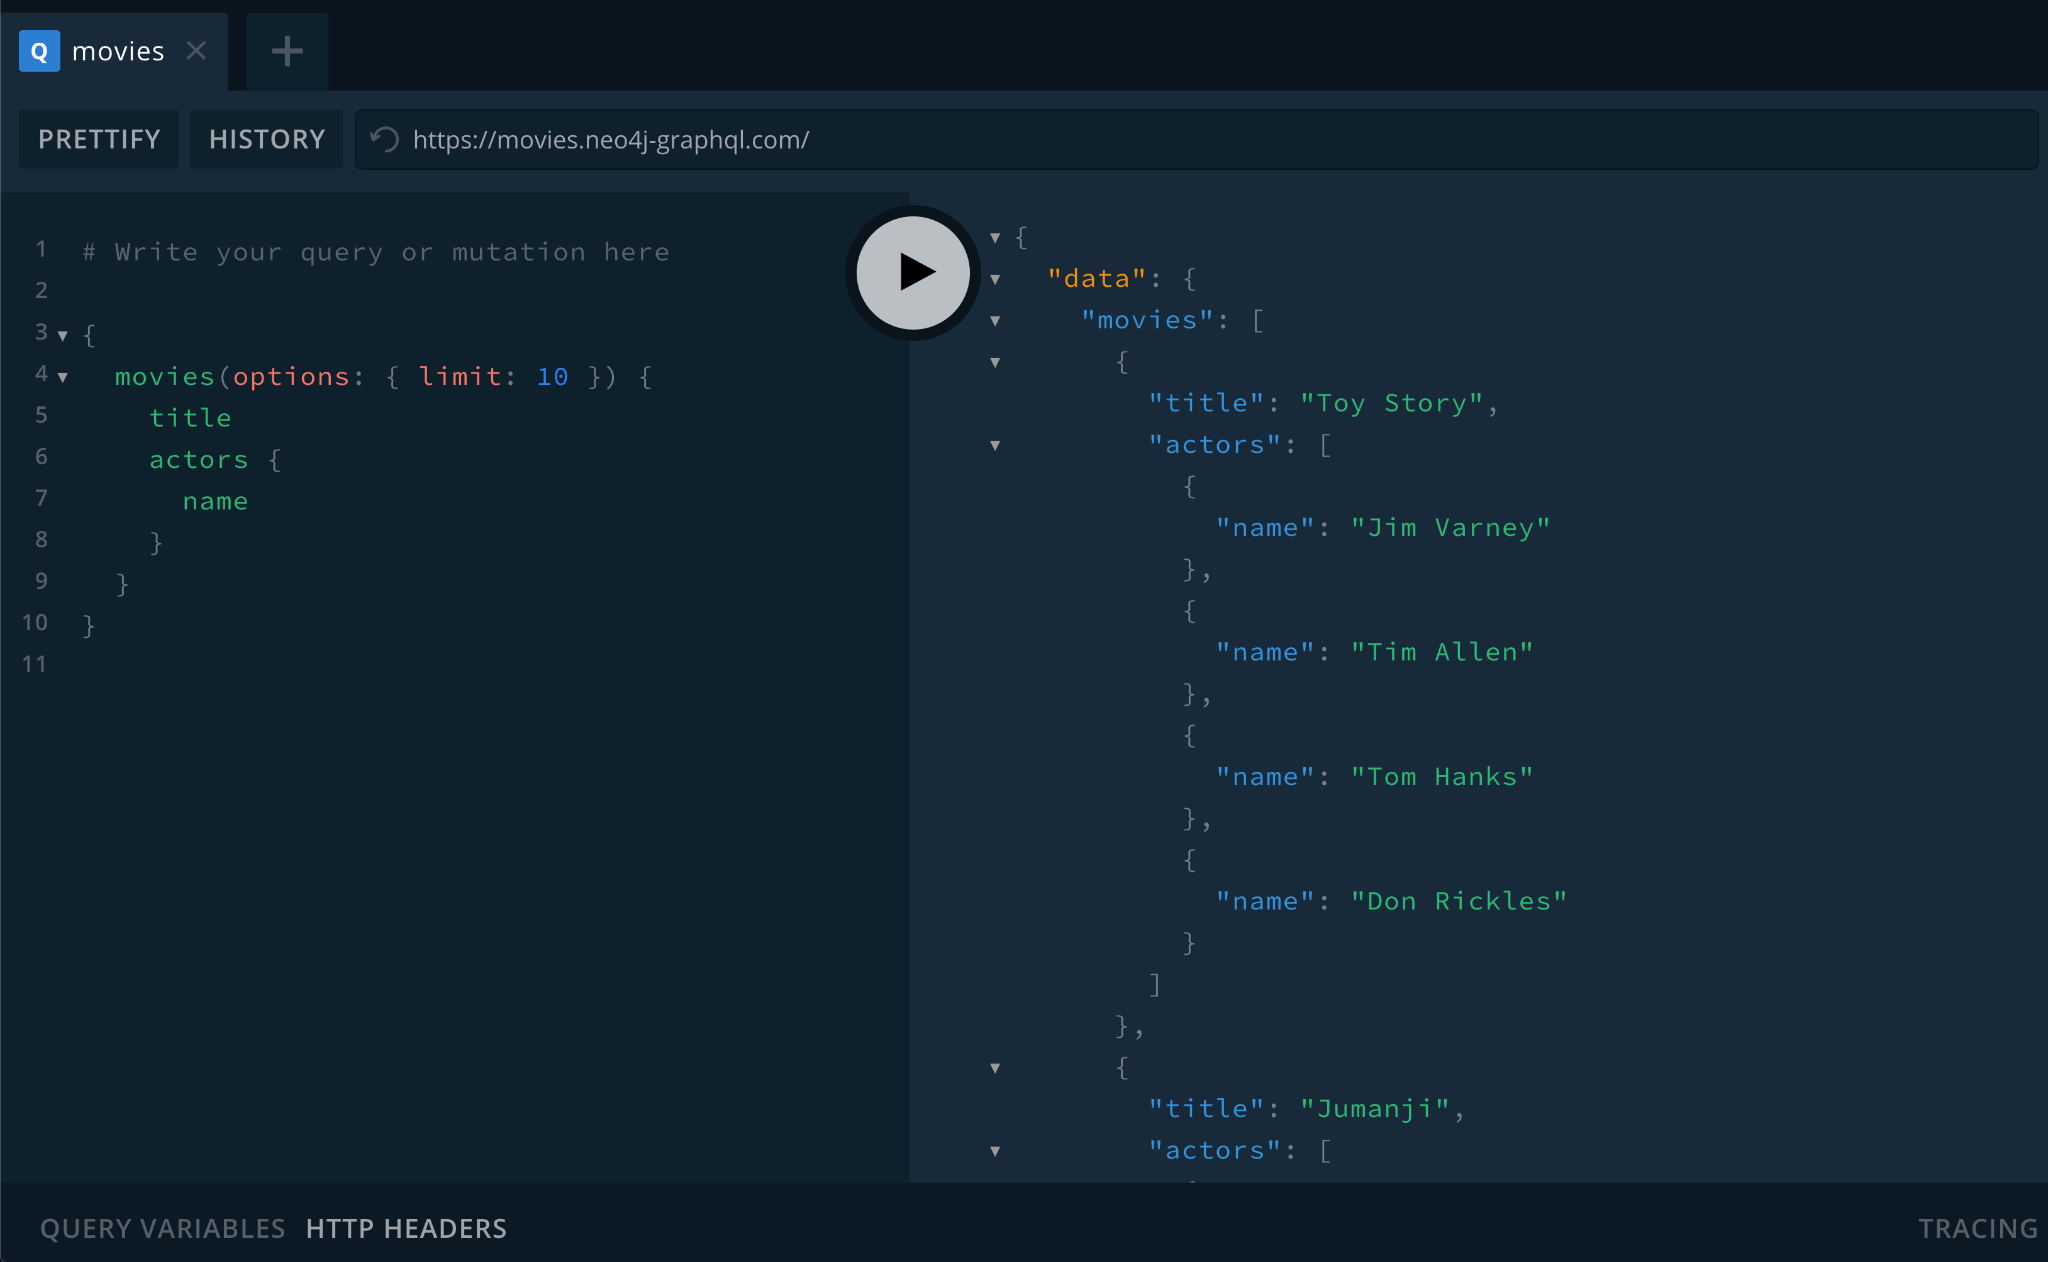 Q movies
PRETTIFY HISTORY https://movies.neo4j-graphql.com/
1 # Write your query or mutation here
2
3 {
4 movies(options: { limit: 10 }) {
5 title
6 actors {
7 name
8 }
9 }
10 }
11
{
"data": {
"movies": [
{
"title": "Toy Story",
"actors": [
{
"name": "Jim Varney"
},
{
"name": "Tim Allen"
},
{
"name": "Tom Hanks"
},
{
"name": "Don Rickles"
}
]
},
{
"title": "Jumanji",
"actors": [
QUERY VARIABLES HTTP HEADERS TRACING